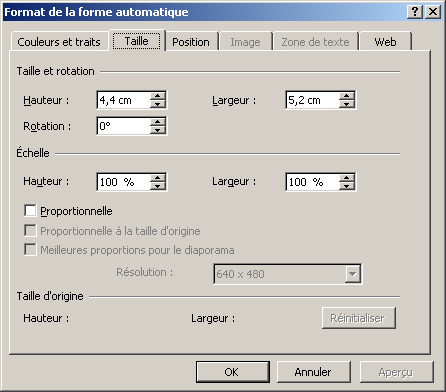 Format de la forme automatique
Couleurs et traits Taille Position Image Zone de texte Web
Taille et rotation
Hauteur : 4,4 cm Largeur : 5,2 cm
Rotation : 0°
Échelle
Hauteur : 100 % Largeur : 100 %
Proportionnelle
Proportionnelle à la taille d'origine
Meilleures proportions pour le diaporama
Résolution : 640 x 480
Taille d'origine
Hauteur : Largeur : Réinitialiser
OK Annuler Aperçu